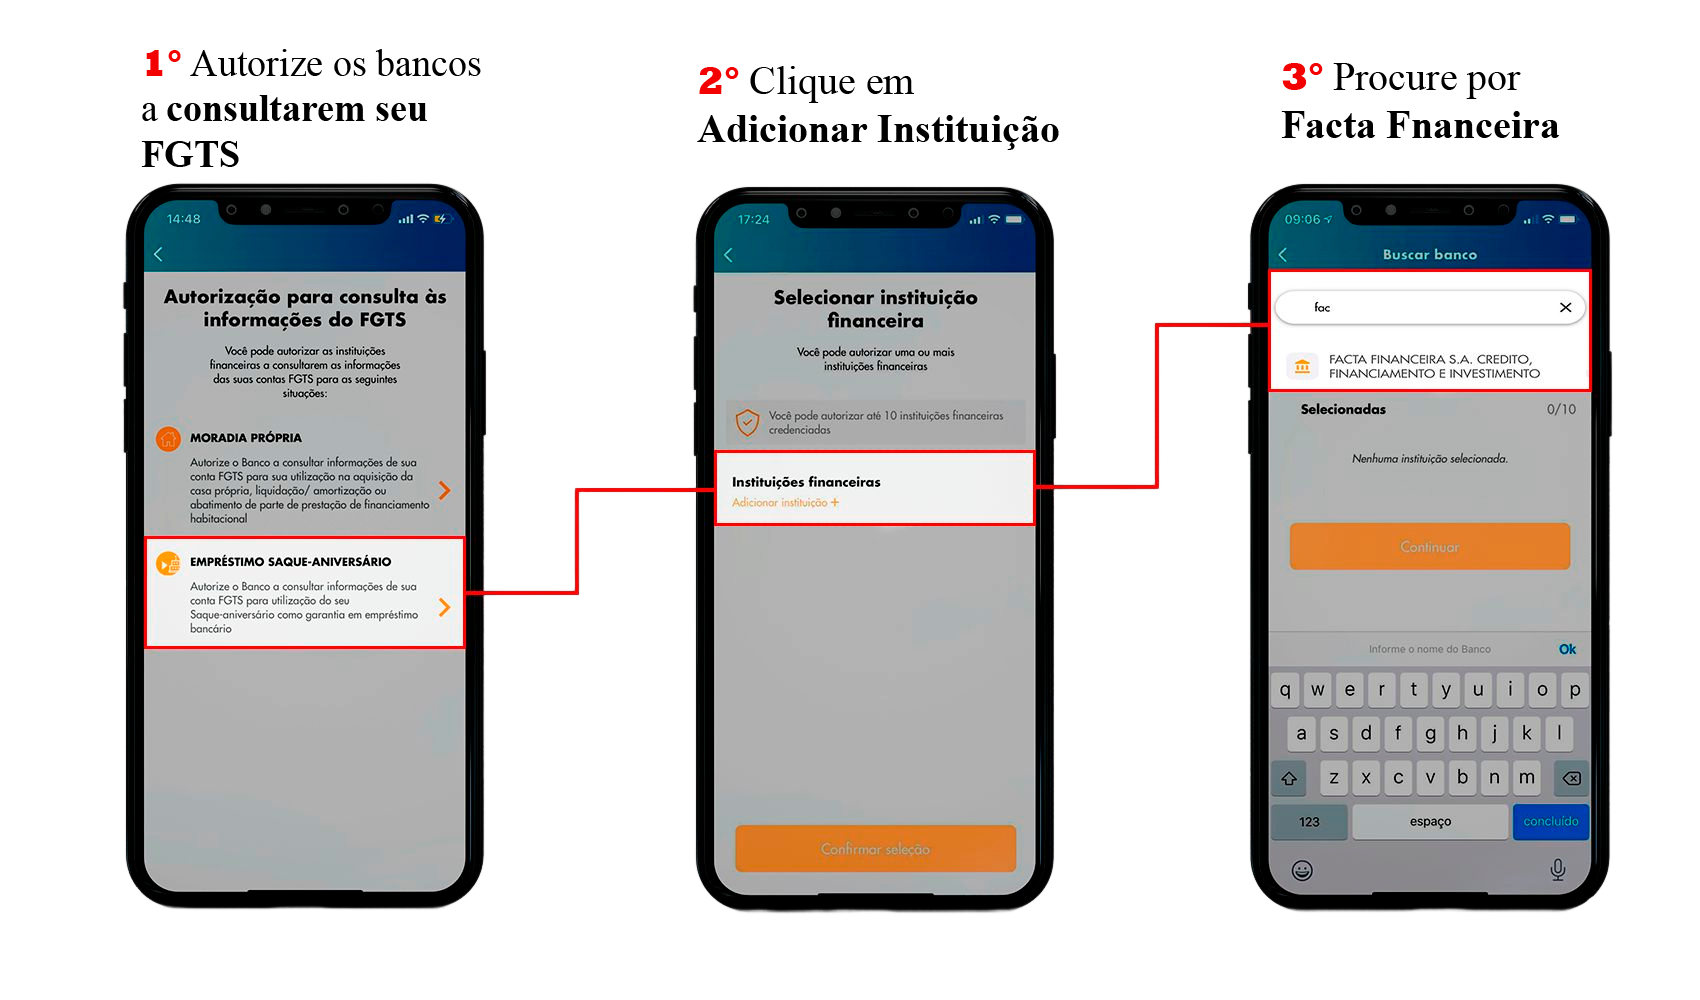 1° Autorize os bancos
a consultarem seu
FGTS
14:48
Autorização para consulta às
informações do FGTS
Você pode autorizar as instituições
financeiras a consultarem as informações
das suas contas FGTS para as seguintes
situações:
MORADIA PRÓPRIA
Autorize o Banco a consultar informações de sua
conta FGTS para sua utilização na aquisição da
casa própria, liquidação/ amortização ou
abatimento de parte de prestação de financiamento
habitacional
EMPRÉSTIMO SAQUE-ANIVERSÁRIO
Autorize o Banco a consultar informações de sua
conta FGTS para utilização do seu
Saque-aniversário como garantia em empréstimo
bancário
2° Clique em
Adicionar Instituição
17:24
Selecionar instituição
financeira
Você pode autorizar uma ou mais
instituições financeiras
Você pode autorizar até 10 instituições financeiras
credenciadas
Instituições financeiras
Adicionar instituição +
Confirmar seleção
3° Procure por
Facta Fnanceira
09:06
Buscar banco
fac
FACTA FINANCEIRA S.A. CREDITO,
FINANCIAMENTO E INVESTIMENTO
Selecionadas 0/10
Nenhuma instituição selecionada.
Continuar
Informe o nome do Banco Ok
q w e r t y u i o p
a s d f g h j k l
z x c v b n m
123 espaço concluído